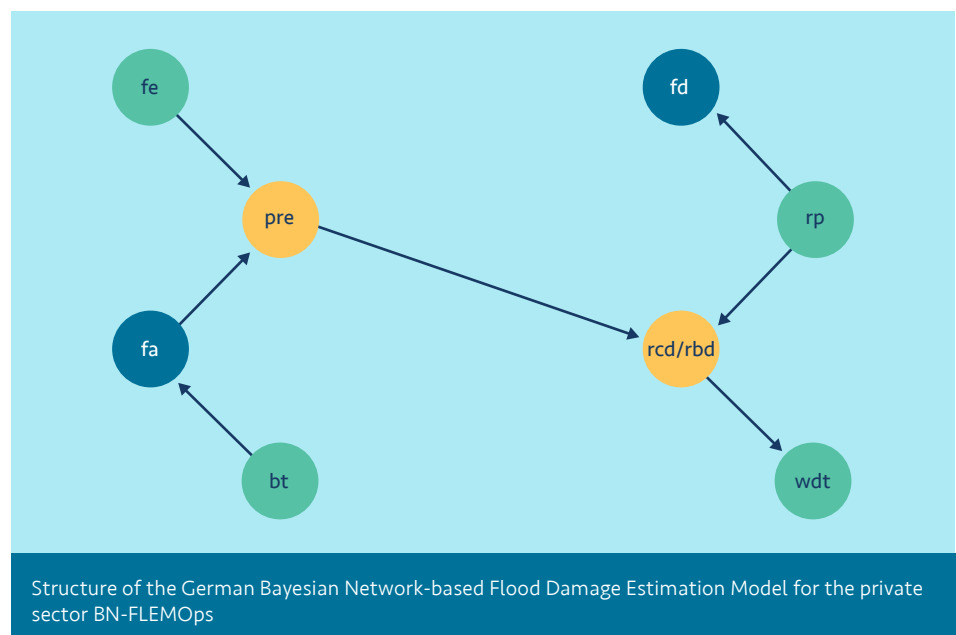 fe
fd
pre
rp
fa
rcd/rbd
bt
wdt
Structure of the German Bayesian Network-based Flood Damage Estimation Model for the private
sector BN-FLEMOps